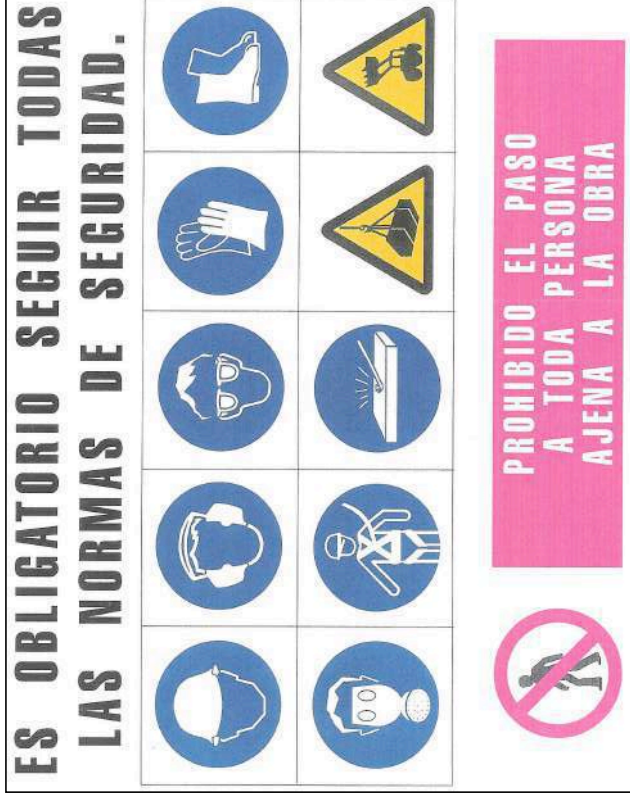 ES OBLIGATORIO SEGUIR TODAS
LAS NORMAS DE SEGURIDAD.
PROHIBIDO EL PASO
A TODA PERSONA
AJENA A LA OBRA